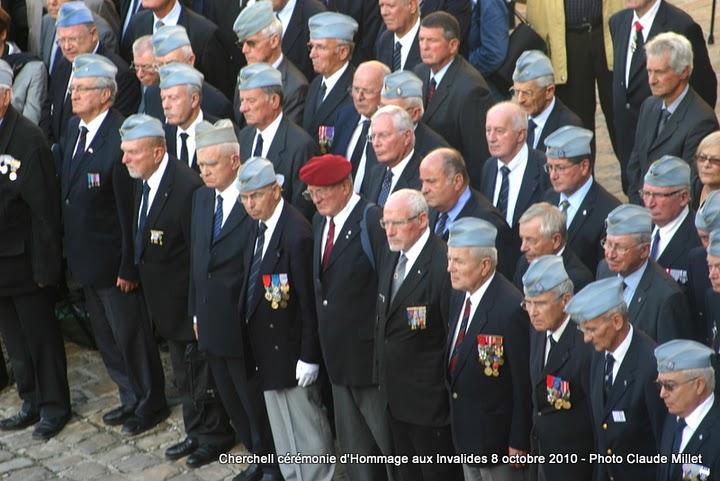 Cherchell cérémonie d'Hommage aux Invalides 8 octobre 2010 - Photo Claude Millet